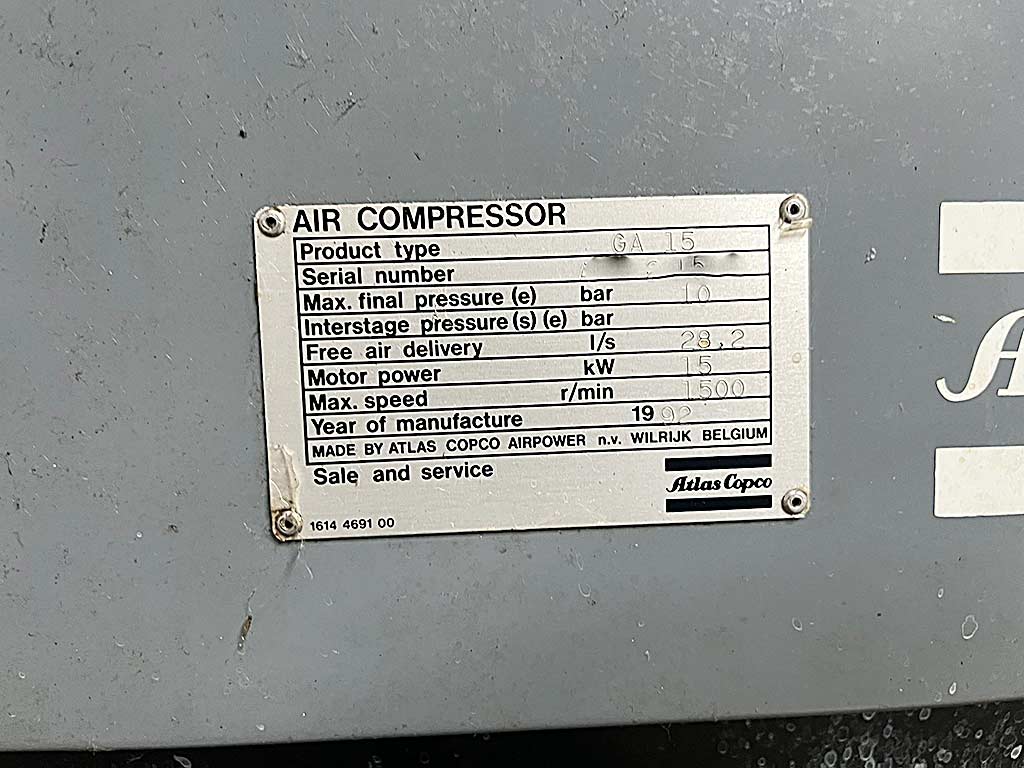 AIR COMPRESSOR
Product type GA 15
Serial number
Max. final pressure (e) bar 10
Interstage pressure (s) (e) bar
Free air delivery l/s 28,2
Motor power kW 15
Max. speed r/min 1500
Year of manufacture 1992
MADE BY ATLAS COPCO AIRPOWER n.v. WILRIJK BELGIUM
Sale and service
Atlas Copco
1614 4691 00